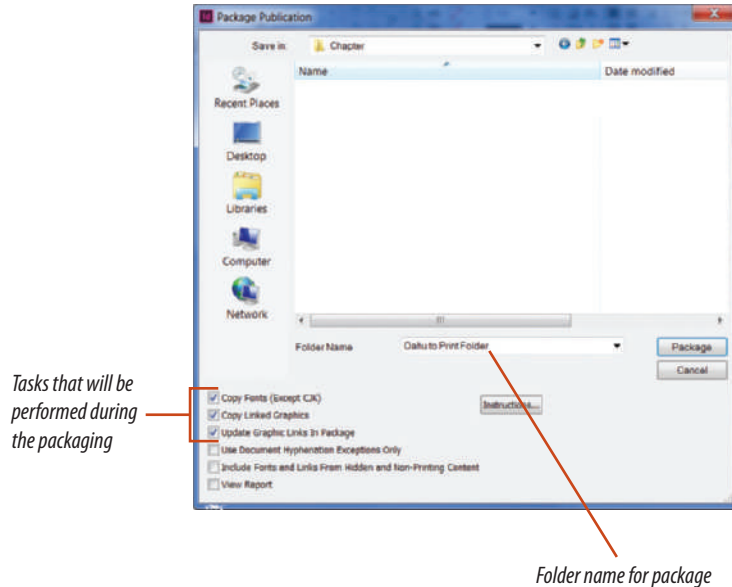 Package Publication
Save in:
Chapter
Name
Date modified
Recent Places
Desktop
Libraries
Computer
Network
Folder Name
Oahu to Print Folder
Package
Cancel
Tasks that will be
performed during
the packaging
Copy Fonts (Except CJK)
Instructions...
Copy Linked Graphics
Update Graphic Links In Package
Use Document Hyphenation Exceptions Only
Include Fonts and Links From Hidden and Non-Printing Content
View Report
Folder name for package